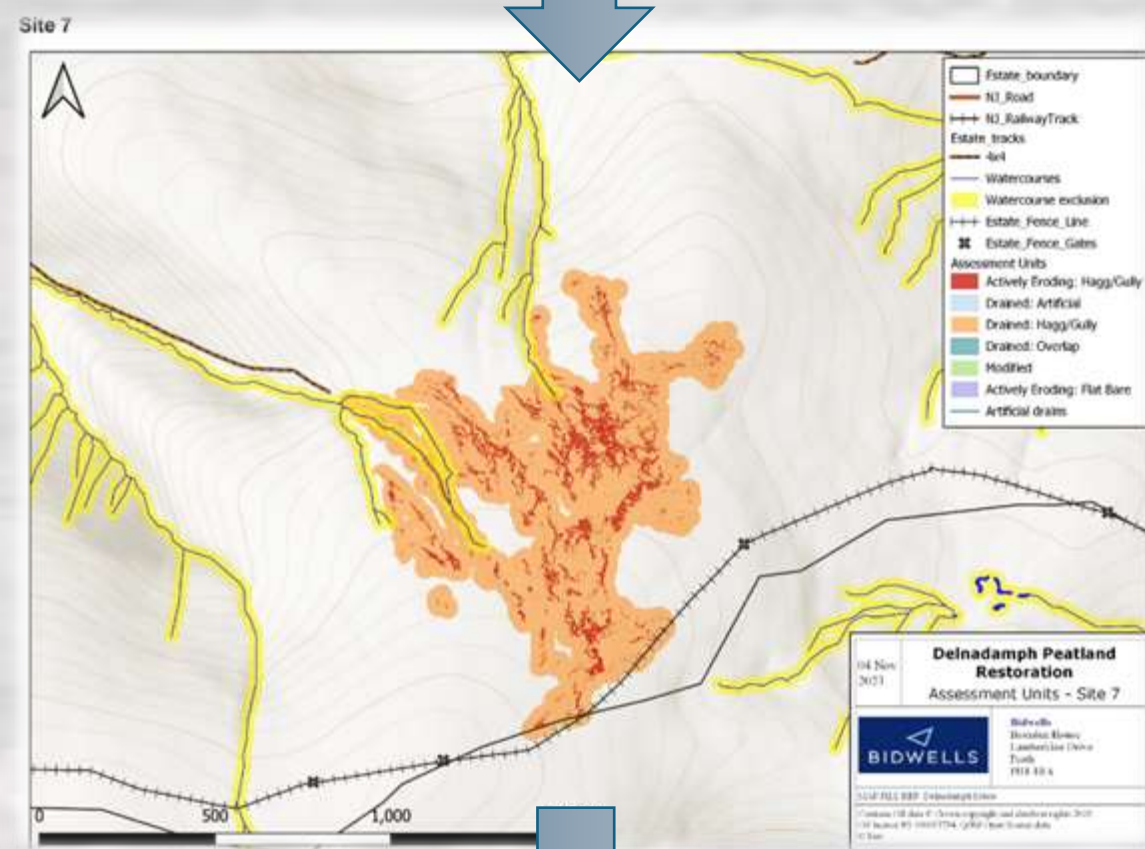 Site 7
Estate_boundary
NJ_Road
NJ_RailwayTrack
Estate_tracks
4x4
Watercourses
Watercourse exclusion
Estate_Fence_Line
Estate_Fence_Gates
Assessment Units
Actively Eroding: Hagg/Gully
Drained: Artificial
Drained: Hagg/Gully
Drained: Overlap
Modified
Actively Eroding: Flat Bare
Artificial drains
0 500 1,000
04 Nov
Delnadamph Peatland
Restoration
Assessment Units - Site 7
BIDWELLS
Bidwells